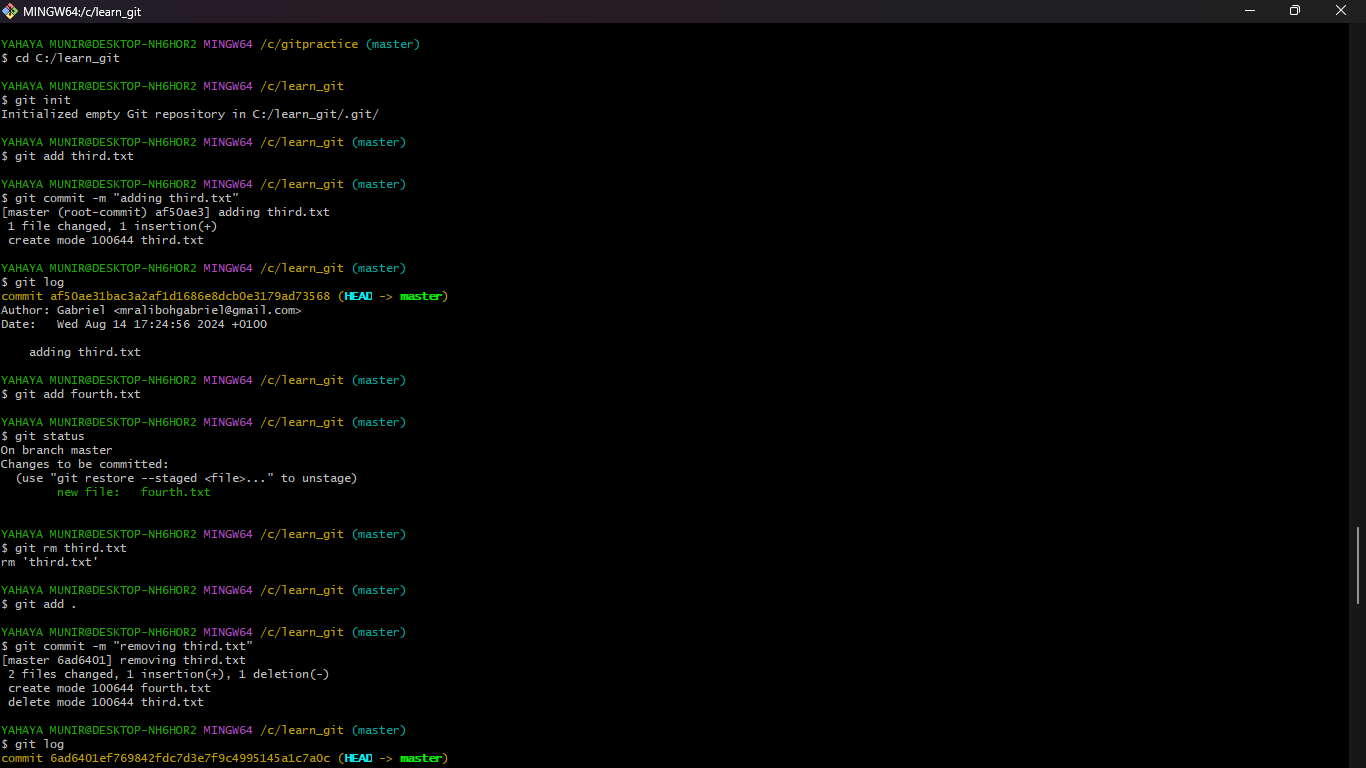 MINGW64:/c/learn_git
YAHAYA MUNIR@DESKTOP-NH6HOR2 MINGW64 /c/gitpractice (master)
$ cd C:/learn_git
YAHAYA MUNIR@DESKTOP-NH6HOR2 MINGW64 /c/learn_git
$ git init
Initialized empty Git repository in C:/learn_git/.git/
YAHAYA MUNIR@DESKTOP-NH6HOR2 MINGW64 /c/learn_git (master)
$ git add third.txt
YAHAYA MUNIR@DESKTOP-NH6HOR2 MINGW64 /c/learn_git (master)
$ git commit -m "adding third.txt"
[master (root-commit) af50ae3] adding third.txt
1 file changed, 1 insertion(+)
create mode 100644 third.txt
YAHAYA MUNIR@DESKTOP-NH6HOR2 MINGW64 /c/learn_git (master)
$ git log
commit af50ae31bac3a2af1d1686e8dcb0e3179ad73568 (HEAD -> master)
Author: Gabriel <mralibohgabriel@gmail.com>
Date:   Wed Aug 14 17:24:56 2024 +0100
adding third.txt
YAHAYA MUNIR@DESKTOP-NH6HOR2 MINGW64 /c/learn_git (master)
$ git add fourth.txt
YAHAYA MUNIR@DESKTOP-NH6HOR2 MINGW64 /c/learn_git (master)
$ git status
On branch master
Changes to be committed:
(use "git restore --staged <file>..." to unstage)
new file:   fourth.txt
YAHAYA MUNIR@DESKTOP-NH6HOR2 MINGW64 /c/learn_git (master)
$ git rm third.txt
rm 'third.txt'
YAHAYA MUNIR@DESKTOP-NH6HOR2 MINGW64 /c/learn_git (master)
$ git add .
YAHAYA MUNIR@DESKTOP-NH6HOR2 MINGW64 /c/learn_git (master)
$ git commit -m "removing third.txt"
[master 6ad6401] removing third.txt
2 files changed, 1 insertion(+), 1 deletion(-)
create mode 100644 fourth.txt
delete mode 100644 third.txt
YAHAYA MUNIR@DESKTOP-NH6HOR2 MINGW64 /c/learn_git (master)
$ git log
commit 6ad6401ef769842fdc7d3e7f9c4995145a1c7a0c (HEAD -> master)